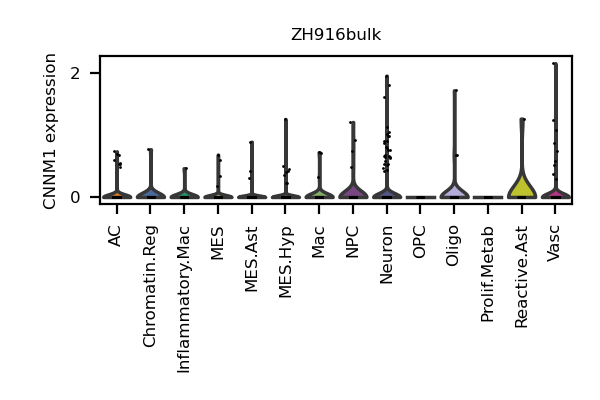 ZH916bulk
CNNM1 expression
2
0
AC
Chromatin.Reg
Inflammatory.Mac
MES
MES.Ast
MES.Hyp
Mac
NPC
Neuron
OPC
Oligo
Prolif.Metab
Reactive.Ast
Vasc